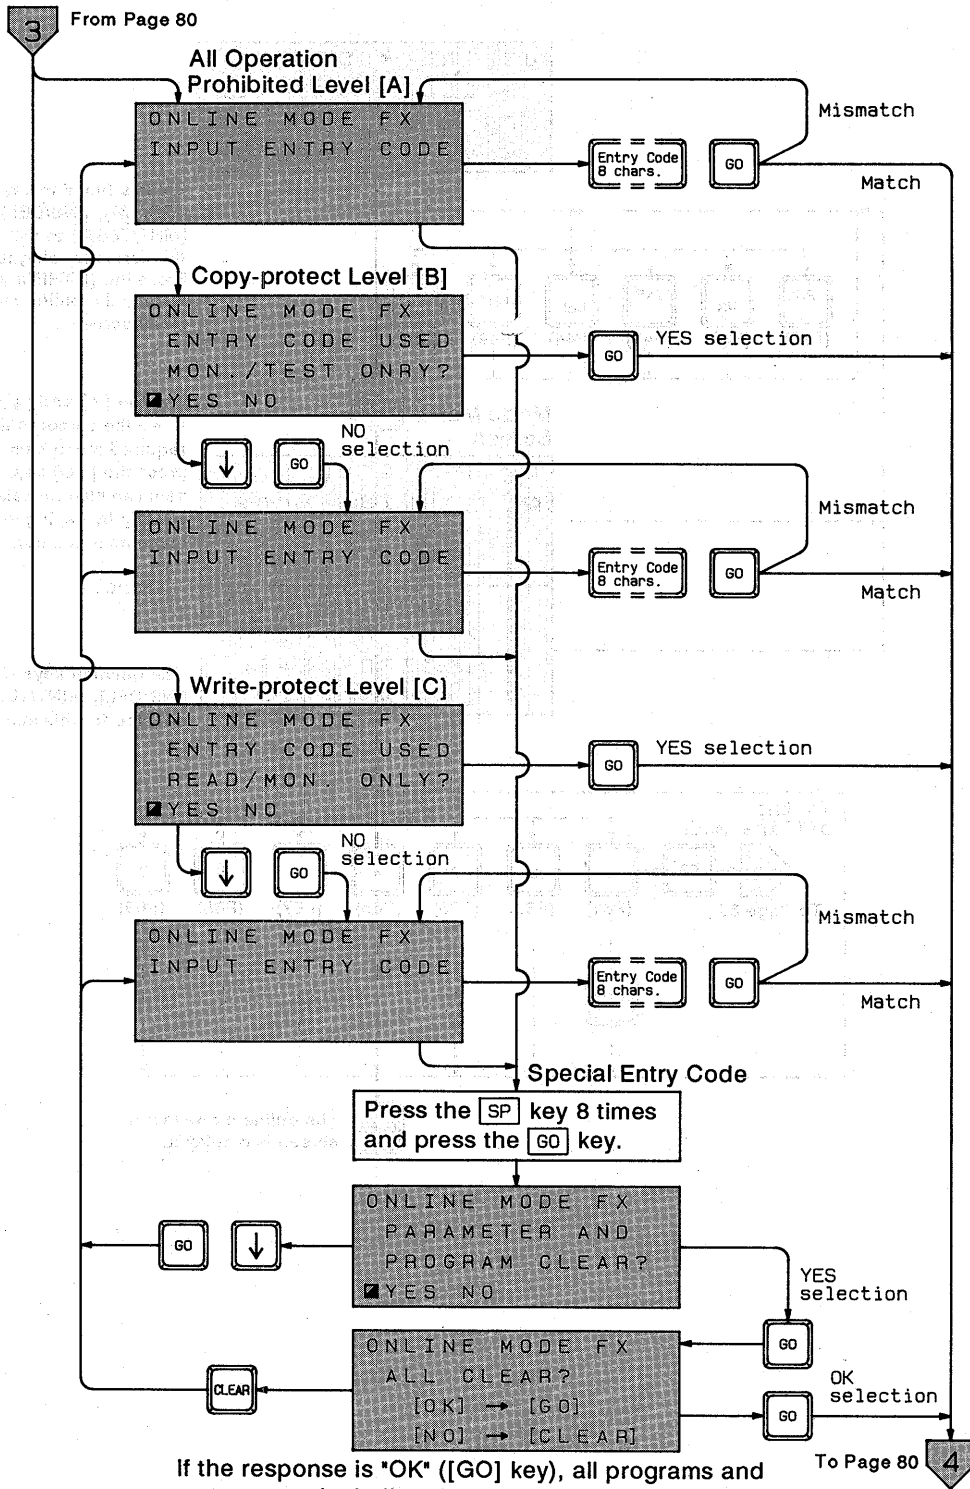 3
From Page 80
All Operation
Prohibited Level [A]
ONLINE MODE FX
INPUT ENTRY CODE
Entry Code
8 chars.
GO
Mismatch
Match
Copy-protect Level [B]
ONLINE MODE FX
ENTRY CODE USED
MON./TEST ONRY?
YES NO
GO
YES selection
↓
GO
NO
selection
ONLINE MODE FX
INPUT ENTRY CODE
Entry Code
8 chars.
GO
Mismatch
Match
Write-protect Level [C]
ONLINE MODE FX
ENTRY CODE USED
READ/MON. ONLY?
YES NO
GO
YES selection
↓
GO
NO
selection
ONLINE MODE FX
INPUT ENTRY CODE
Entry Code
8 chars.
GO
Mismatch
Match
Special Entry Code
Press the SP key 8 times
and press the GO key.
ONLINE MODE FX
PARAMETER AND
PROGRAM CLEAR?
YES NO
GO
↓
YES
selection
GO
ONLINE MODE FX
ALL CLEAR?
[OK] → [GO]
[NO] → [CLEAR]
CLEAR
GO
OK
selection
To Page 80
4
If the response is "OK" ([GO] key), all programs and